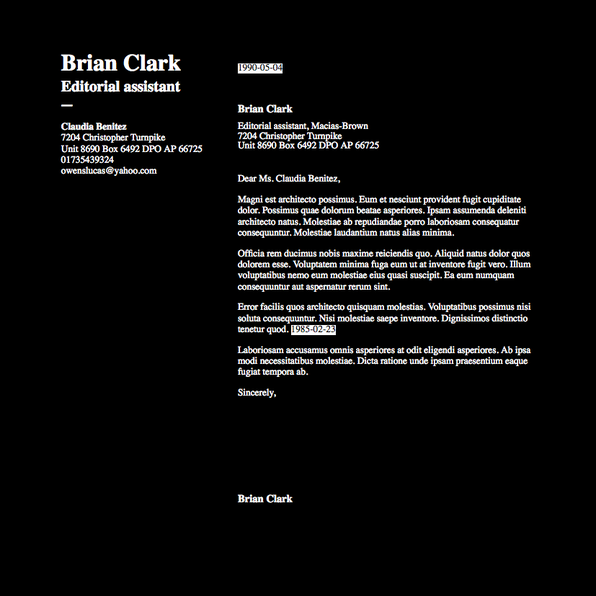 Brian Clark
Editorial assistant
—
Claudia Benitez
7204 Christopher Turnpike
Unit 8690 Box 6492 DPO AP 66725
01735439324
owenslucas@yahoo.com
1990-05-04
Brian Clark
Editorial assistant, Macias-Brown
7204 Christopher Turnpike
Unit 8690 Box 6492 DPO AP 66725
Dear Ms. Claudia Benitez,
Magni est architecto possimus. Eum et nesciunt provident fugit cupiditate
dolor. Possimus quae dolorum beatae asperiores. Ipsam assumenda deleniti
architecto natus. Molestiae ab repudiandae porro laboriosam consequatur
consequuntur. Molestiae laudantium natus alias minima.
Officia rem ducimus nobis maxime reiciendis quo. Aliquid natus dolor quos
dolorem esse. Voluptatem minima fuga eum ut at inventore fugit vero. Illum
voluptatibus nemo eum molestiae eius quasi suscipit. Ea eum numquam
consequuntur aut aspernatur rerum sint.
Error facilis quos architecto quisquam molestias. Voluptatibus possimus nisi
soluta consequuntur. Nisi molestiae saepe inventore. Dignissimos distinctio
tenetur quod. 1985-02-23
Laboriosam accusamus omnis asperiores at odit eligendi asperiores. Ab ipsa
modi necessitatibus molestiae. Dicta ratione unde ipsam praesentium eaque
fugiat tempora ab.
Sincerely,
Brian Clark